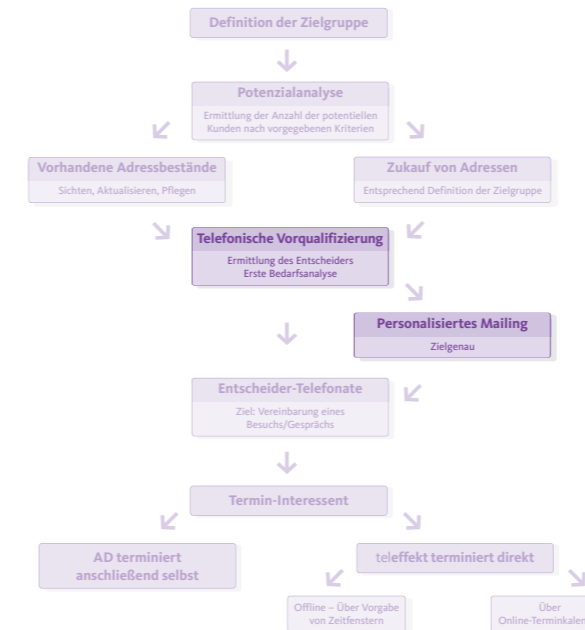 Definition der Zielgruppe
Potenzialanalyse
Ermittlung der Anzahl der potentiellen
Kunden nach vorgegebenen Kriterien
Vorhandene Adressbestände
Sichten, Aktualisieren, Pflegen
Zukauf von Adressen
Entsprechend Definition der Zielgruppe
Telefonische Vorqualifizierung
Ermittlung des Entscheiders
Erste Bedarfsanalyse
Personalisiertes Mailing
Zielgenau
Entscheider-Telefonate
Ziel: Vereinbarung eines
Besuchs/Gesprächs
Termin-Interessent
AD terminiert
anschließend selbst
teleffekt terminiert direkt
Offline – Über Vorgabe
von Zeitfenstern
Über